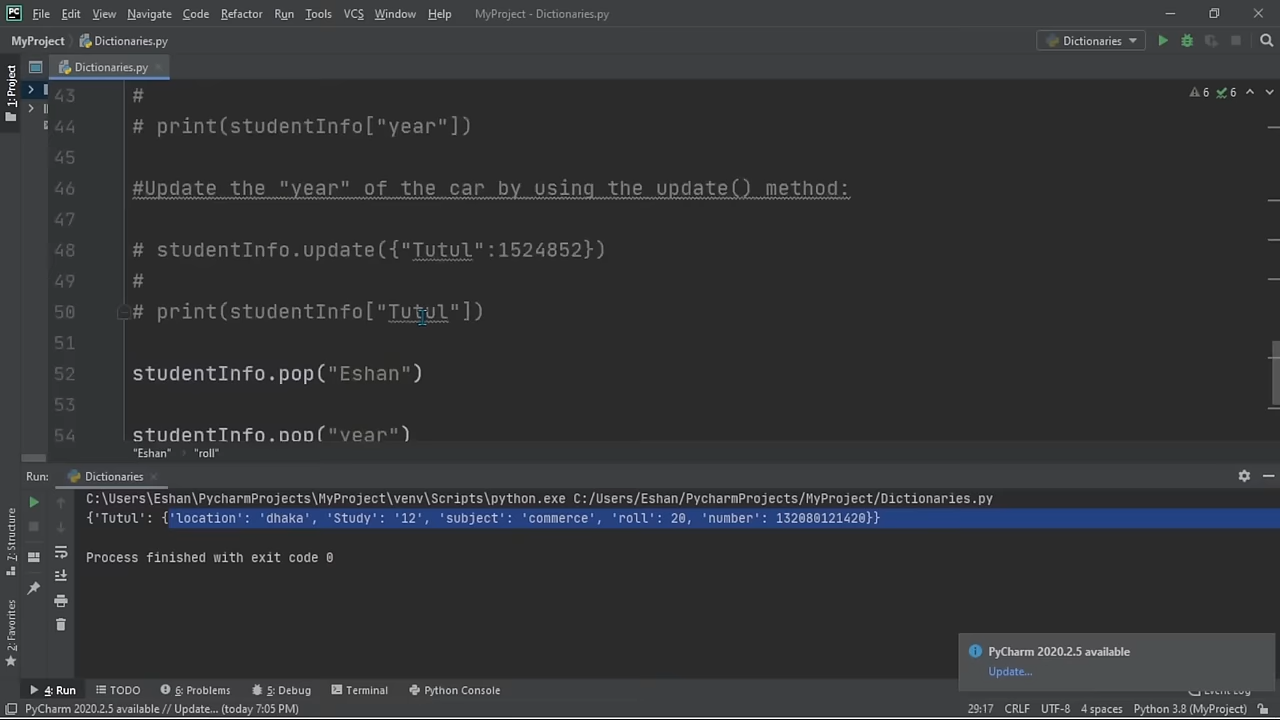 PC File Edit View Navigate Code Refactor Run Tools VCS Window Help MyProject - Dictionaries.py
MyProject Dictionaries.py Dictionaries
1: Project Dictionaries.py
6 6
43 #
44 # print(studentInfo["year"])
45
46 #Update the "year" of the car by using the update() method:
47
48 # studentInfo.update({"Tutul":1524852})
49 #
50 # print(studentInfo["Tutul"])
51
52 studentInfo.pop("Eshan")
53
54 studentInfo.pop("year")
"Eshan" › "roll"
Run: Dictionaries
C:\Users\Eshan\PycharmProjects\MyProject\venv\Scripts\python.exe C:/Users/Eshan/PycharmProjects/MyProject/Dictionaries.py
{'Tutul': {'location': 'dhaka', 'Study': '12', 'subject': 'commerce', 'roll': 20, 'number': 132080121420}}
Process finished with exit code 0
7: Structure
2: Favorites
PyCharm 2020.2.5 available
Update...
4: Run TODO 6: Problems 5: Debug Terminal Python Console Event Log
PyCharm 2020.2.5 available // Update... (today 7:05 PM) 29:17 CRLF UTF-8 4 spaces Python 3.8 (MyProject)